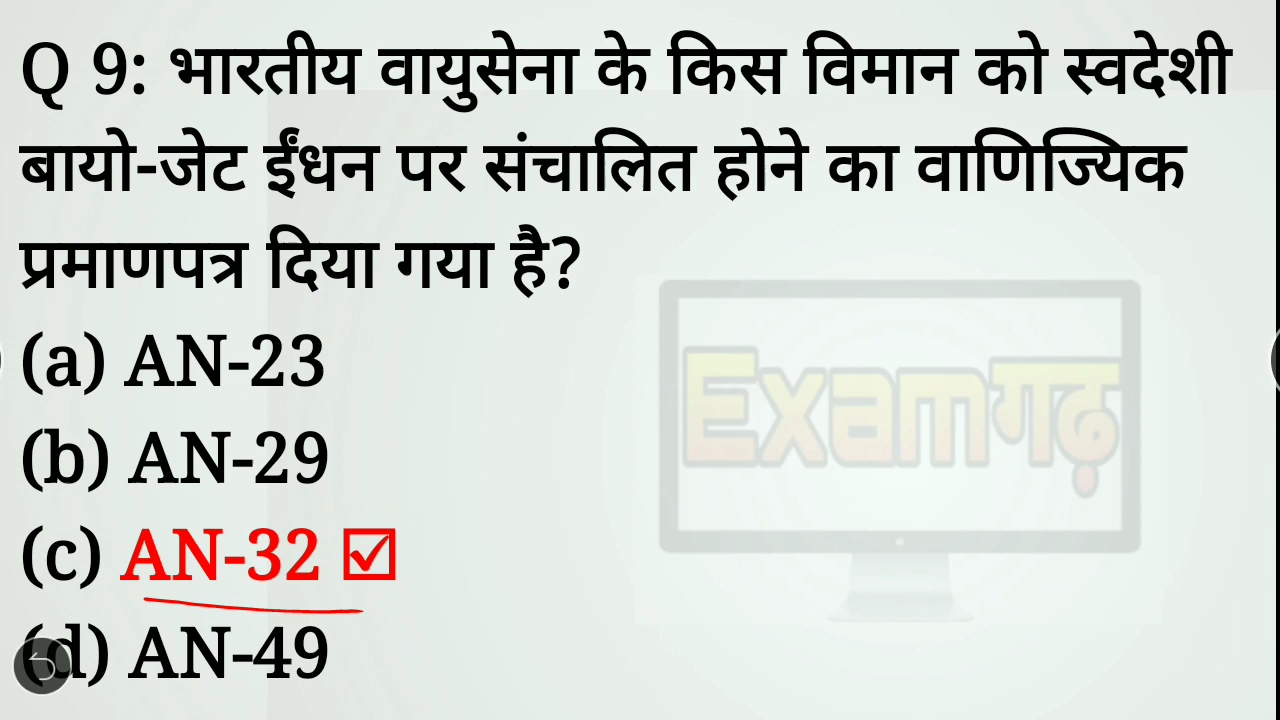 Q 9: भारतीय वायुसेना के किस विमान को स्वदेशी
बायो-जेट ईंधन पर संचालित होने का वाणिज्यिक
प्रमाणपत्र दिया गया है?
(a) AN-23
(b) AN-29
(c) AN-32 ☑
(d) AN-49
Examगढ़